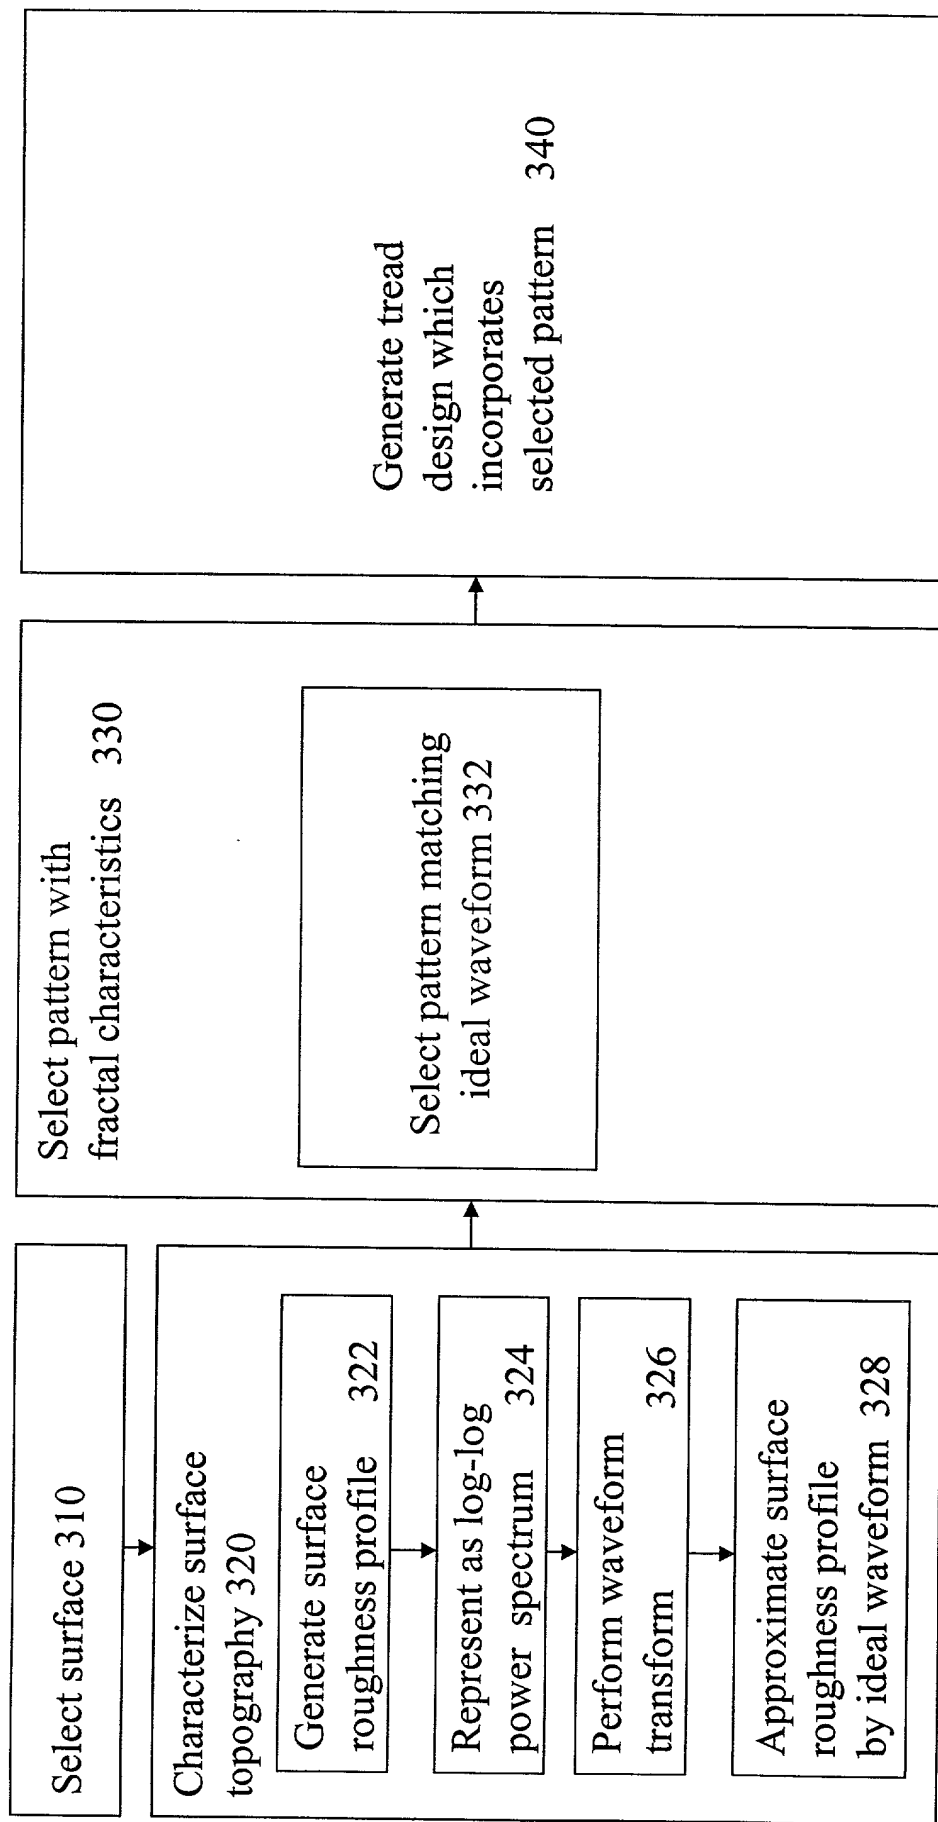 Select surface 310
Characterize surface
topography 320
Generate surface
roughness profile 322
Represent as log-log
power spectrum 324
Perform waveform
transform 326
Approximate surface
roughness profile
by ideal waveform 328
Select pattern with
fractal characteristics 330
Select pattern matching
ideal waveform 332
Generate tread
design which
incorporates
selected pattern 340